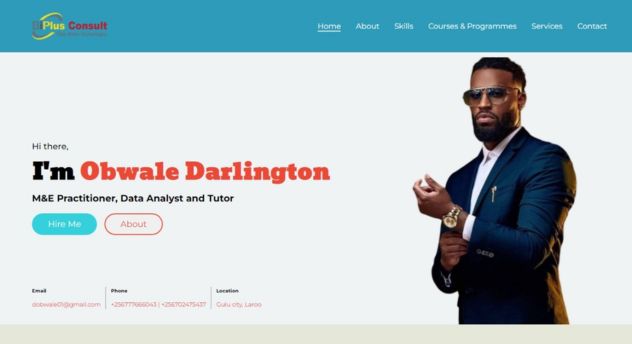 BiPlus Consult
Home About Skills Courses & Programmes Services Contact
Hi there,
I'm Obwale Darlington
M&E Practitioner, Data Analyst and Tutor
Hire Me About
Email Phone Location
dobwale01@gmail.com +256777666043 | +256702475437 Gulu city, Laroo